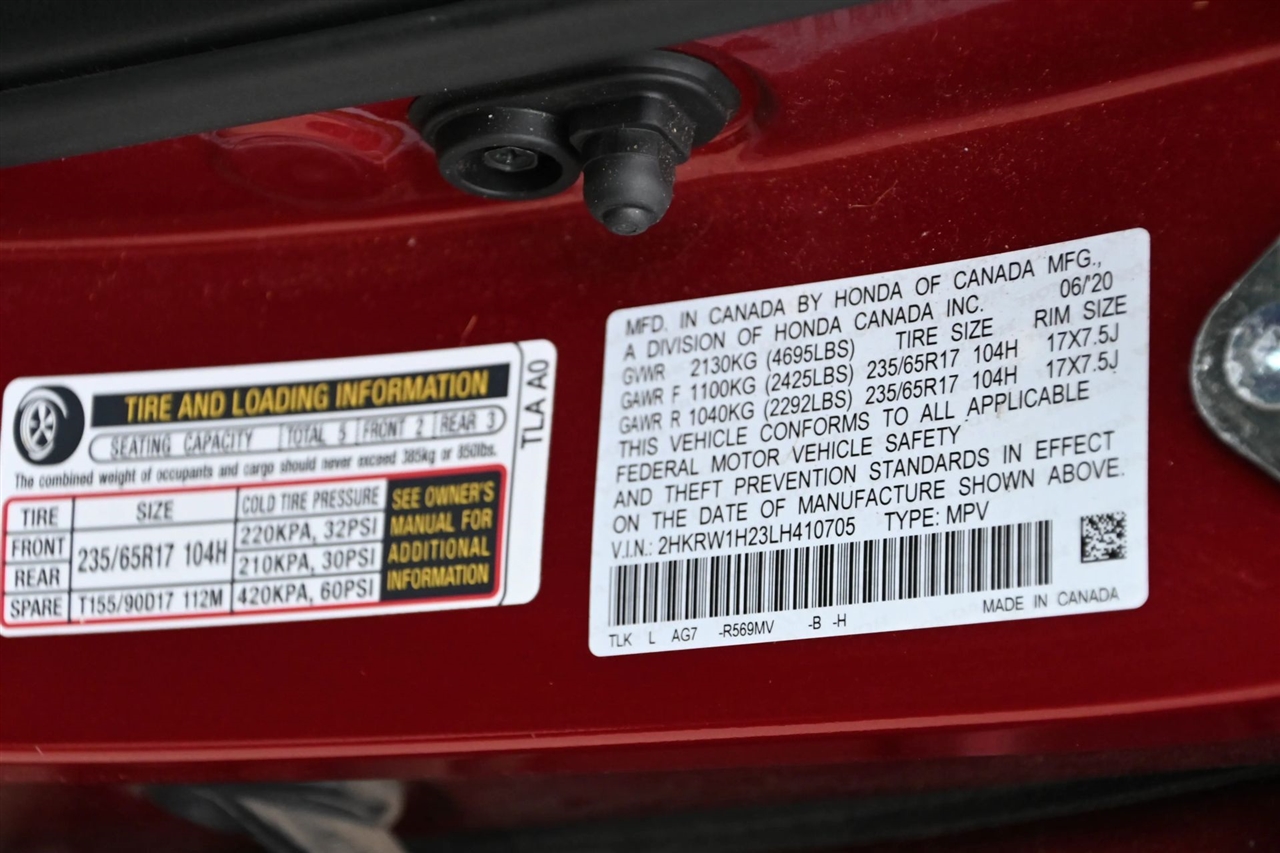 TIRE AND LOADING INFORMATION
SEATING CAPACITY TOTAL 5 FRONT 2 REAR 3
The combined weight of occupants and cargo should never exceed 385kg or 850lbs.
TIRE SIZE COLD TIRE PRESSURE
FRONT 235/65R17 104H 220KPA, 32PSI
REAR 210KPA, 30PSI
SPARE T155/90D17 112M 420KPA, 60PSI
SEE OWNER'S
MANUAL FOR
ADDITIONAL
INFORMATION
TLA A0
MFD. IN CANADA BY HONDA OF CANADA MFG.,
A DIVISION OF HONDA CANADA INC. 06/'20
GVWR 2130KG (4695LBS) TIRE SIZE RIM SIZE
GAWR F 1100KG (2425LBS) 235/65R17 104H 17X7.5J
GAWR R 1040KG (2292LBS) 235/65R17 104H 17X7.5J
THIS VEHICLE CONFORMS TO ALL APPLICABLE
FEDERAL MOTOR VEHICLE SAFETY
AND THEFT PREVENTION STANDARDS IN EFFECT
ON THE DATE OF MANUFACTURE SHOWN ABOVE.
V.I.N.: 2HKRW1H23LH410705 TYPE: MPV
TLK L AG7 -R569MV -B -H MADE IN CANADA